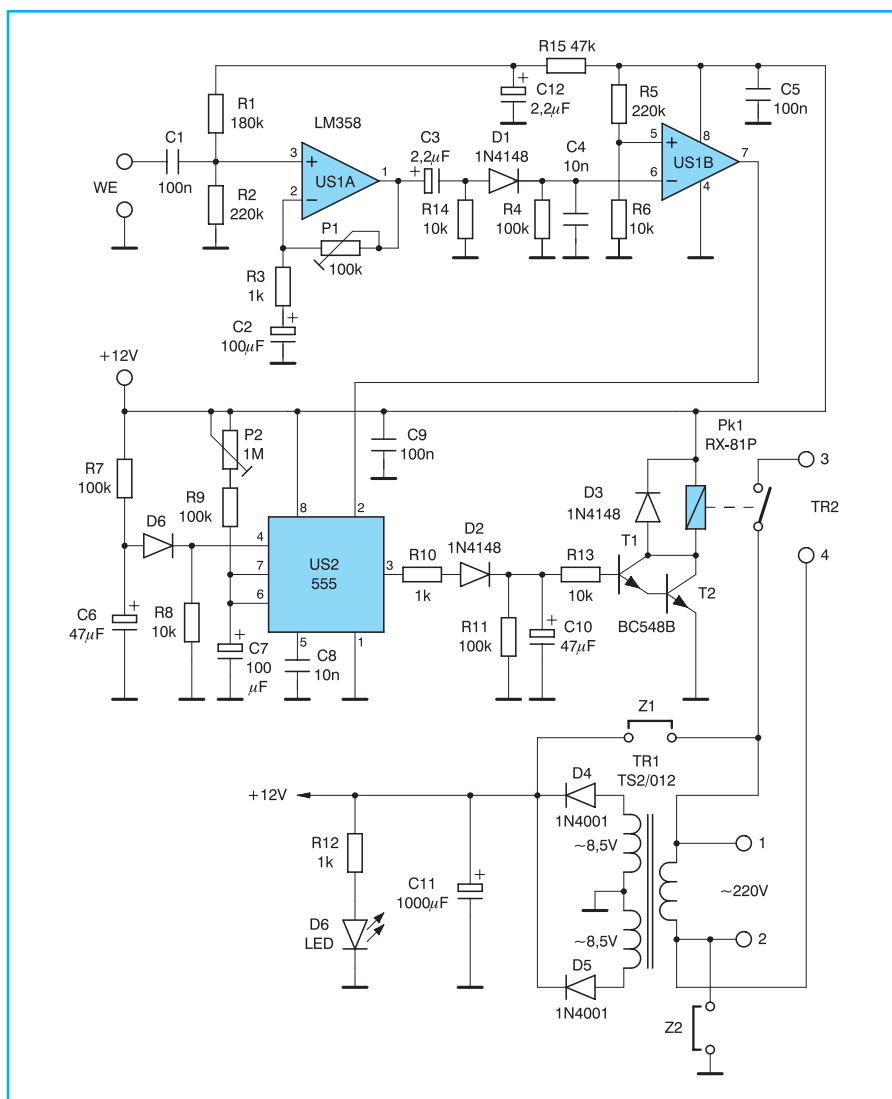 R15 47k
C12
2,2µF
R5
220k
C5
100n
R1
180k
LM358
C1
100n
WE
R2
220k
3
+
US1A
1
2
−
C3
2,2µF
+
D1
1N4148
C4
10n
5
+
US1B
7
6
−
8
4
R14
10k
R4
100k
R6
10k
P1
100k
R3
1k
C2
100µF
+
+
+12V
P2
1M
C9
100n
Pk1
RX-81P
R7
100k
R9
100k
D3
1N4148
3
TR2
4
D6
8
2
4
7
6
US2
555
3
5
1
R10
1k
D2
1N4148
R13
10k
T1
T2
BC548B
C6
47µF
+
R8
10k
C7
100
µF
+
C8
10n
R11
100k
C10
47µF
+
Z1
TR1
TS2/012
+12V
D4
1N4001
R12
1k
C11
1000µF
+
~8,5V
1
~220V
D6
LED
~8,5V
2
D5
1N4001
Z2